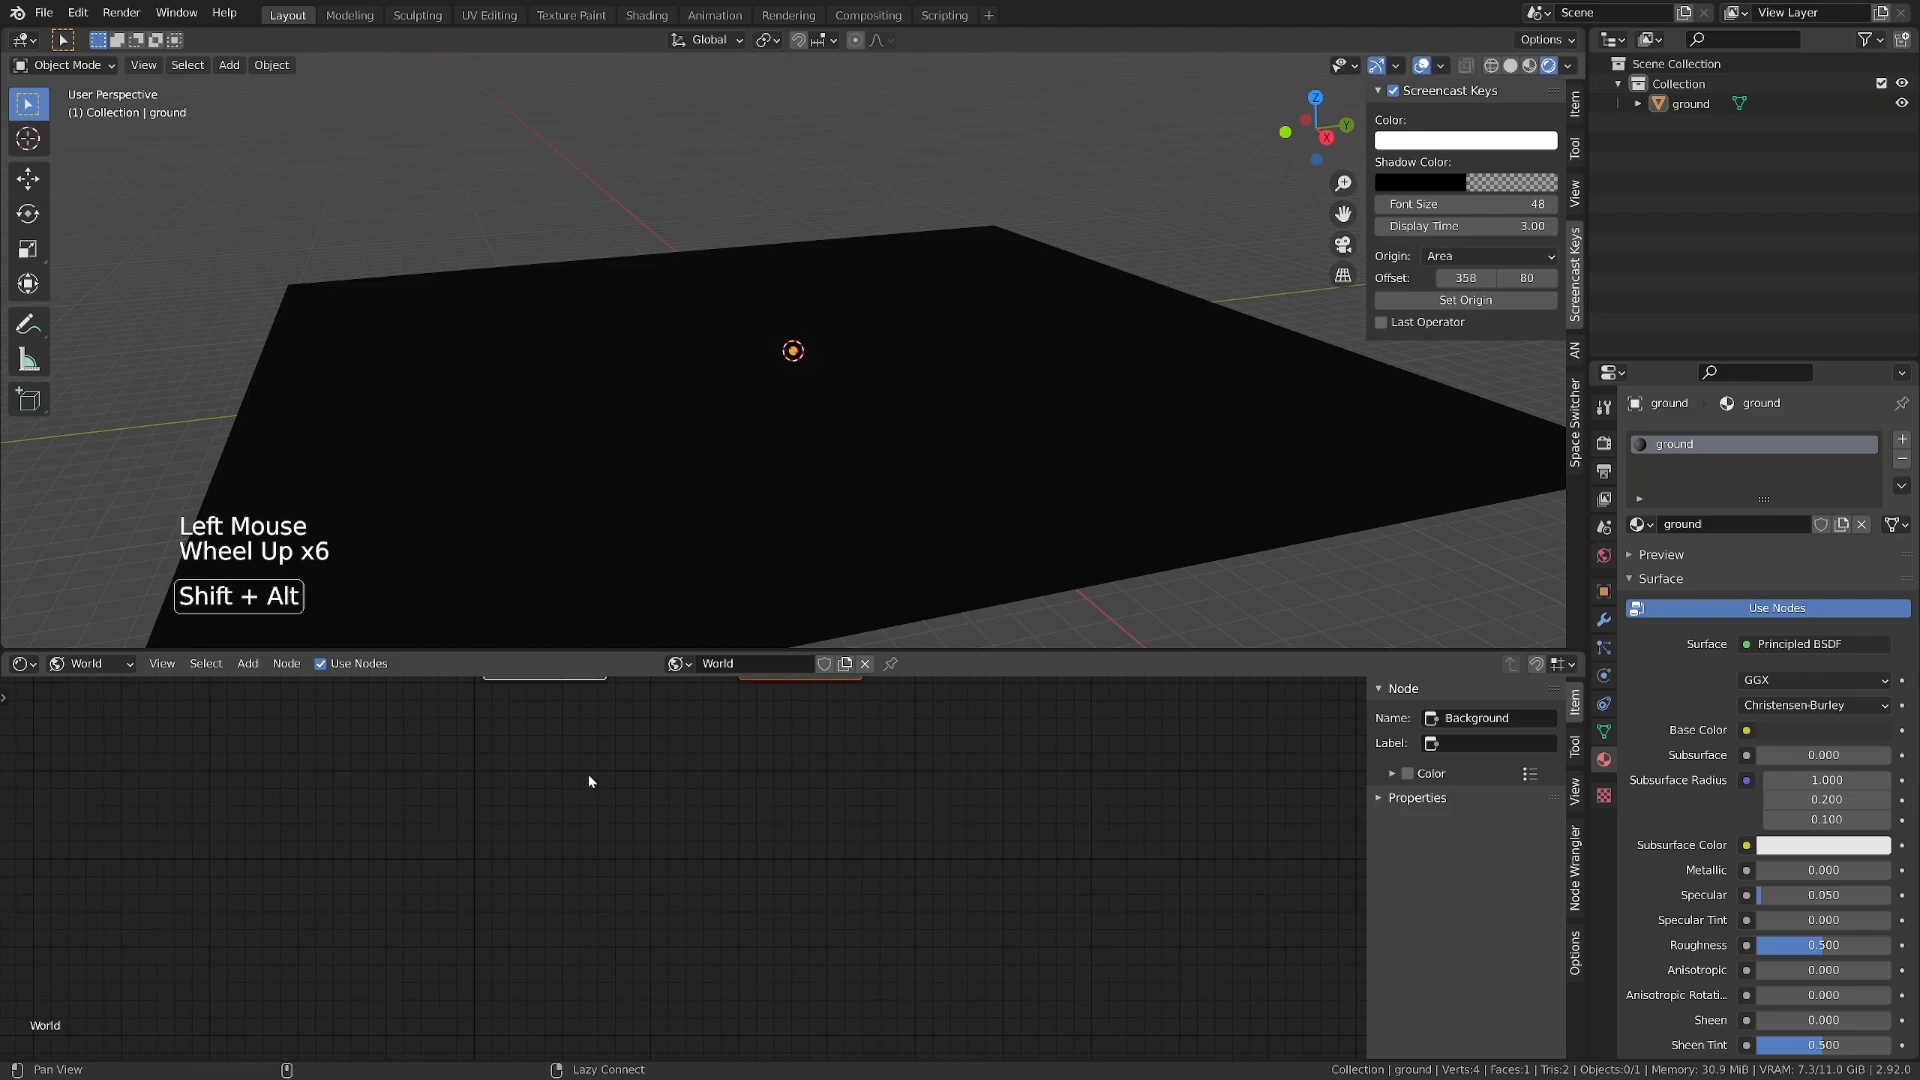 File Edit Render Window Help Layout Modeling Sculpting UV Editing Texture Paint Shading Animation Rendering Compositing Scripting + Scene View Layer
Global Options
Object Mode View Select Add Object
User Perspective
(1) Collection | ground
Z
Y
X
Screencast Keys
Color:
Shadow Color:
Font Size 48
Display Time 3.00
Origin: Area
Offset: 358 80
Set Origin
Last Operator
Item
Tool
View
Screencast Keys
AN
Space Switcher
Scene Collection
Collection
ground
Left Mouse
Wheel Up x6
Shift + Alt
World View Select Add Node Use Nodes World
Node
Name: Background
Label:
Color
Properties
Item
Tool
View
Node Wrangler
Options
World
ground ground
ground
ground
Preview
Surface
Use Nodes
Surface Principled BSDF
GGX
Christensen-Burley
Base Color
Subsurface 0.000
Subsurface Radius 1.000
0.200
0.100
Subsurface Color
Metallic 0.000
Specular 0.050
Specular Tint 0.000
Roughness 0.500
Anisotropic 0.000
Anisotropic Rotati... 0.000
Sheen 0.000
Sheen Tint 0.500
Pan View Lazy Connect Collection | ground | Verts:4 | Faces:1 | Tris:2 | Objects:0/1 | Memory: 30.9 MiB | VRAM: 7.3/11.0 GiB | 2.92.0